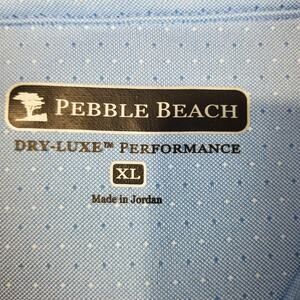 PEBBLE BEACH
DRY-LUXE™ PERFORMANCE
XL
Made in Jordan